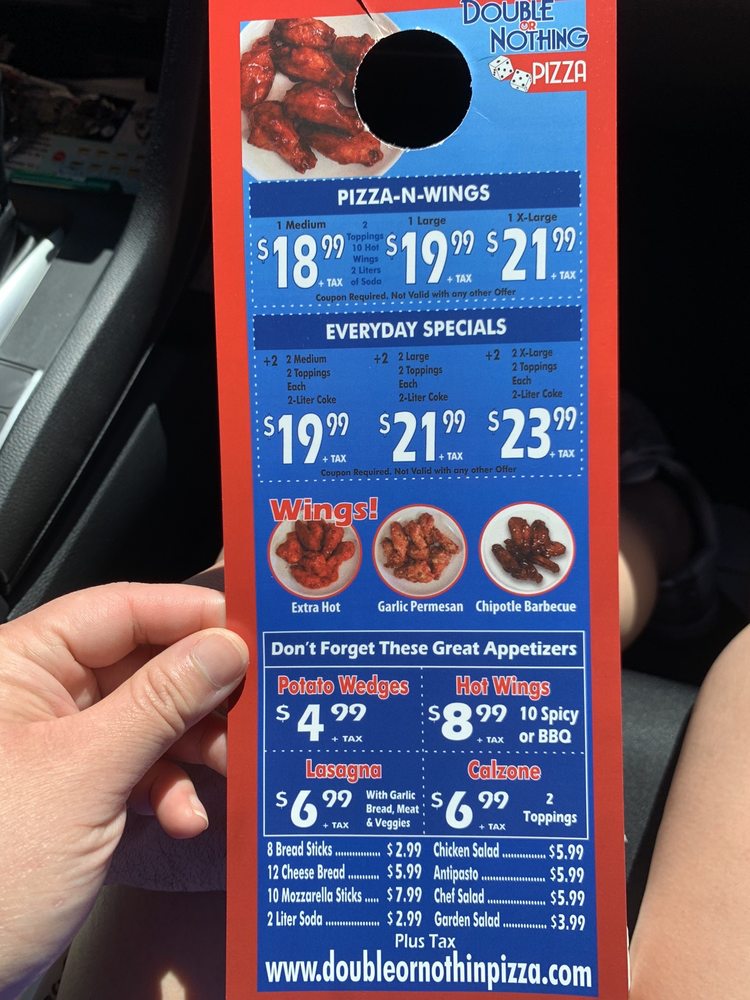 DOUBLE
OR
NOTHING
PIZZA
PIZZA-N-WINGS
1 Medium
$18.99
+ TAX
2
Toppings
10 Hot
Wings
2 Liters
of Soda
1 Large
$19.99
+ TAX
1 X-Large
$21.99
+ TAX
Coupon Required. Not Valid with any other Offer
EVERYDAY SPECIALS
+2 2 Medium
2 Toppings
Each
2-Liter Coke
$19.99
+ TAX
+2 2 Large
2 Toppings
Each
2-Liter Coke
$21.99
+ TAX
+2 2 X-Large
2 Toppings
Each
2-Liter Coke
$23.99
+ TAX
Coupon Required. Not Valid with any other Offer
Wings!
Extra Hot
Garlic Permesan
Chipotle Barbecue
Don't Forget These Great Appetizers
Potato Wedges
$4.99
+ TAX
Hot Wings
$8.99
+ TAX
10 Spicy
or BBQ
Lasagna
$6.99
+ TAX
With Garlic
Bread, Meat
& Veggies
Calzone
$6.99
+ TAX
2
Toppings
8 Bread Sticks .............. $2.99
12 Cheese Bread........... $5.99
10 Mozzarella Sticks .... $7.99
2 Liter Soda ................. $2.99
Chicken Salad ............. $5.99
Antipasto .................... $5.99
Chef Salad ................... $5.99
Garden Salad............... $3.99
Plus Tax
www.doubleornothinpizza.com